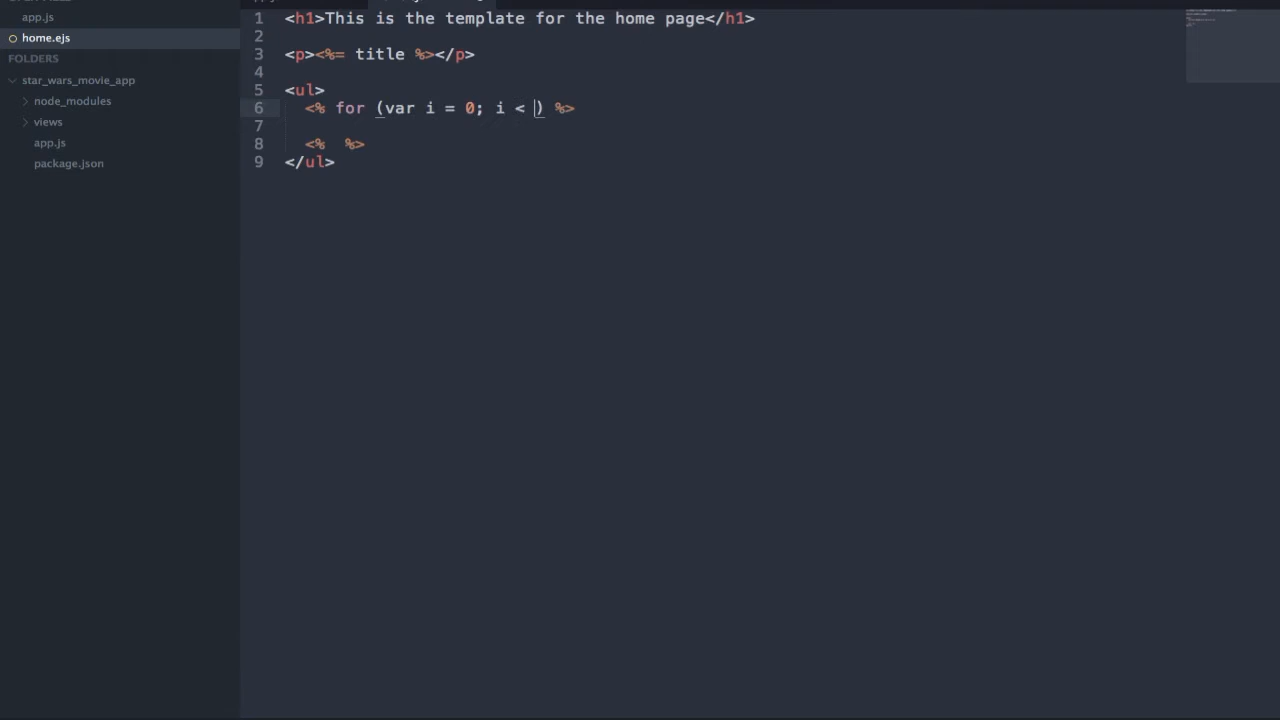 app.js
home.ejs
FOLDERS
star_wars_movie_app
node_modules
views
app.js
package.json
1 <h1>This is the template for the home page</h1>
2
3 <p><%= title %></p>
4
5 <ul>
6 <% for (var i = 0; i < ) %>
7
8 <% %>
9 </ul>